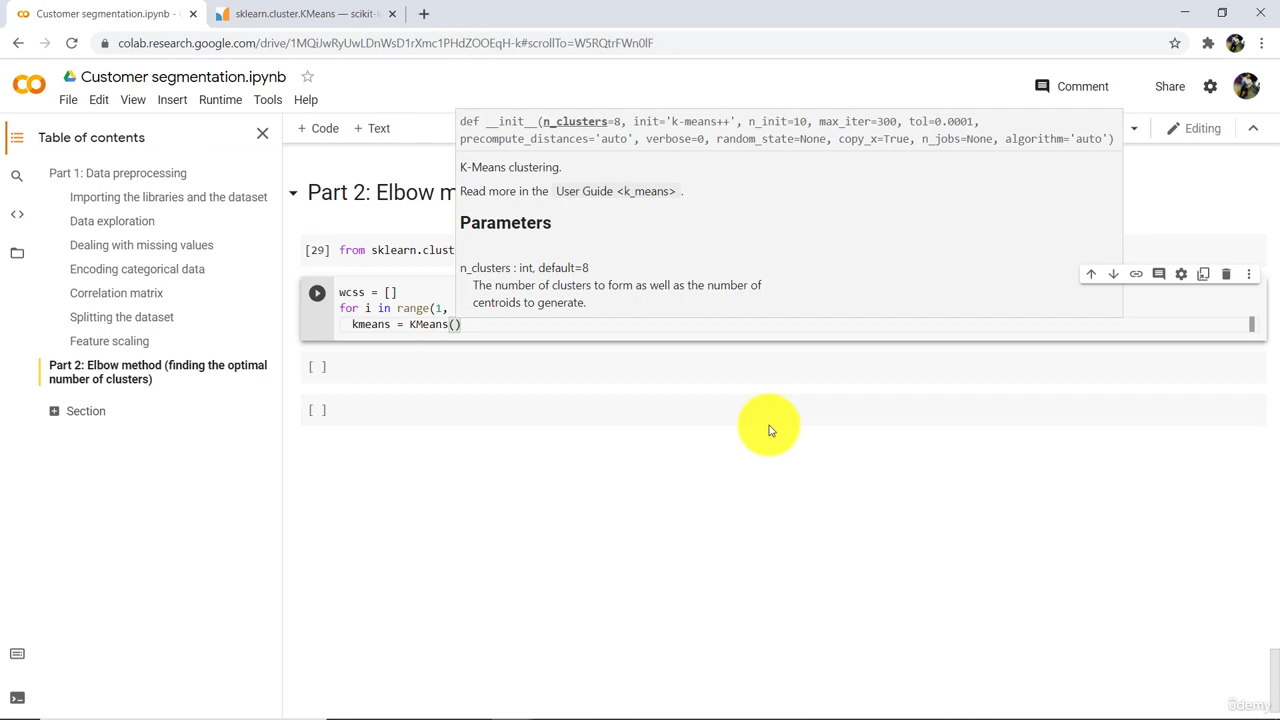 Customer segmentation.ipynb - C
sklearn.cluster.KMeans — scikit-l
colab.research.google.com/drive/1MQiJwRyUwLDnWsD1rXmc1PHdZOOEqH-k#scrollTo=W5RQtrFWn0lF
Customer segmentation.ipynb
Comment
Share
File Edit View Insert Runtime Tools Help
Table of contents
+ Code + Text
Editing
Part 1: Data preprocessing
Importing the libraries and the dataset
Data exploration
Dealing with missing values
Encoding categorical data
Correlation matrix
Splitting the dataset
Feature scaling
Part 2: Elbow method (finding the optimal
number of clusters)
Section
def __init__(n_clusters=8, init='k-means++', n_init=10, max_iter=300, tol=0.0001,
precompute_distances='auto', verbose=0, random_state=None, copy_x=True, n_jobs=None, algorithm='auto')
K-Means clustering.
Read more in the User Guide <k_means> .
Parameters
n_clusters : int, default=8
The number of clusters to form as well as the number of
centroids to generate.
Part 2: Elbow m
[29] from sklearn.clust
wcss = []
for i in range(1,
kmeans = KMeans()
[ ]
[ ]
ûdemy